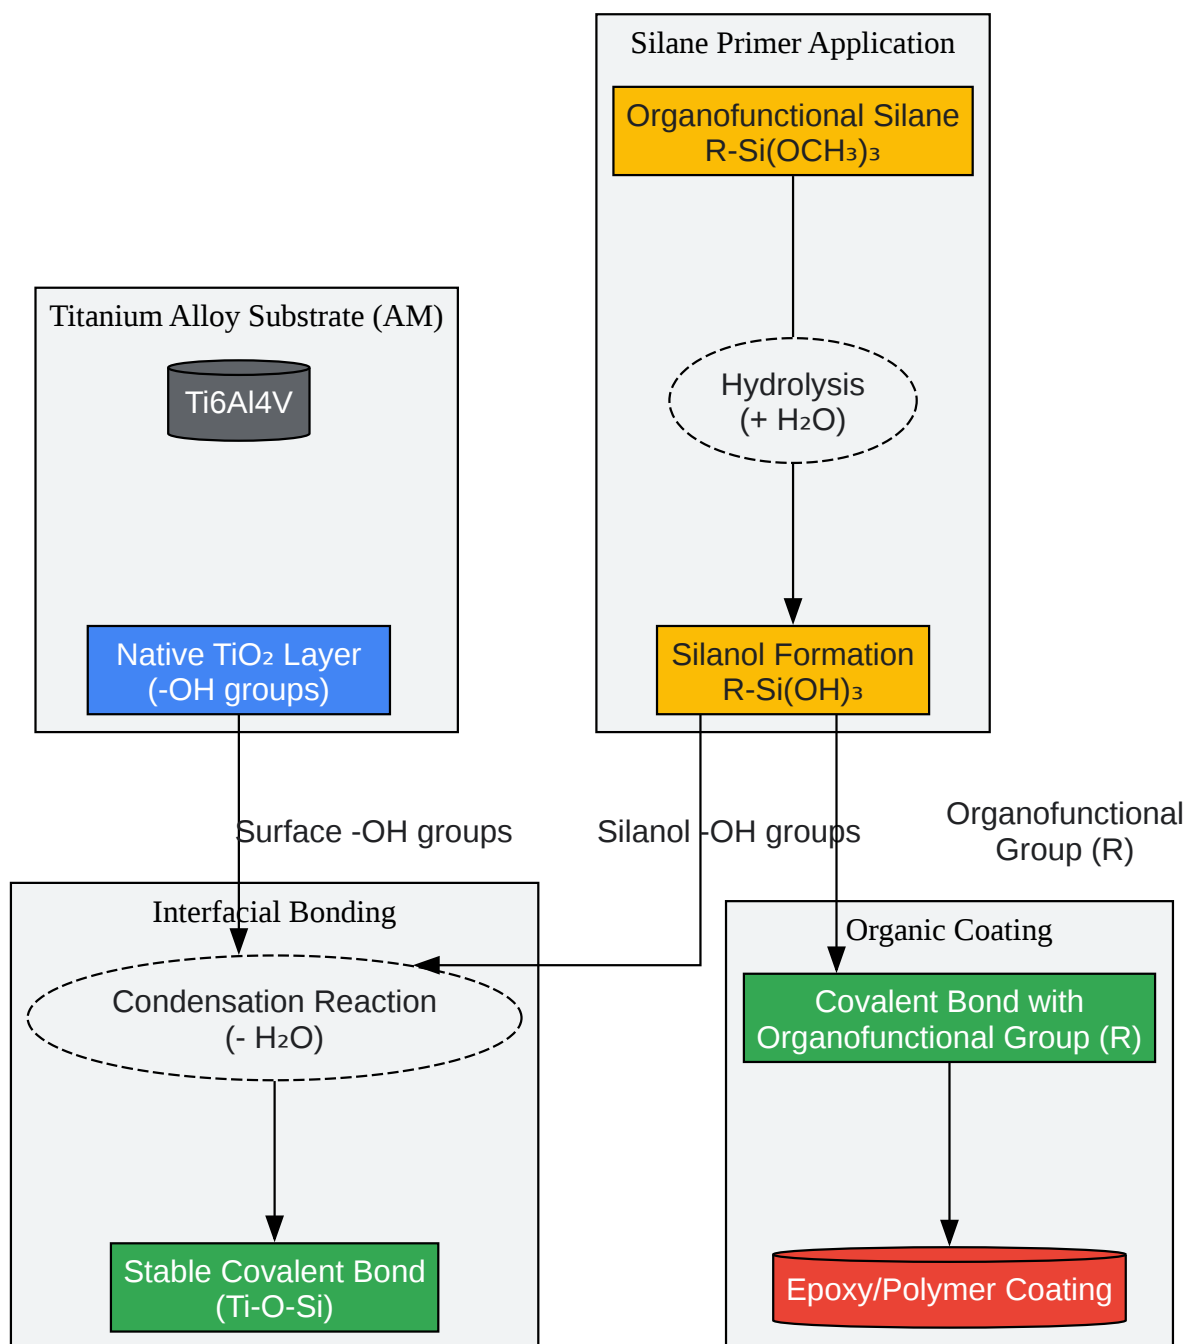 Silane Primer Application
Organofunctional Silane
R-Si(OCH₃)₃
Hydrolysis
(+ H₂O)
Silanol Formation
R-Si(OH)₃
Titanium Alloy Substrate (AM)
Ti6Al4V
Native TiO₂ Layer
(-OH groups)
Surface -OH groups
Silanol -OH groups
Organofunctional
Group (R)
Interfacial Bonding
Condensation Reaction
(- H₂O)
Stable Covalent Bond
(Ti-O-Si)
Organic Coating
Covalent Bond with
Organofunctional Group (R)
Epoxy/Polymer Coating